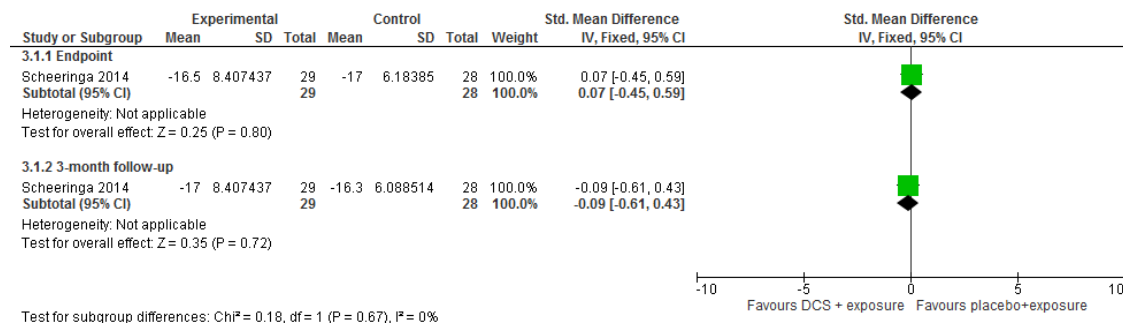 Experimental Control Std. Mean Difference Std. Mean Difference
Study or Subgroup Mean SD Total Mean SD Total Weight IV, Fixed, 95% CI IV, Fixed, 95% CI
3.1.1 Endpoint
Scheeringa 2014 -16.5 8.407437 29 -17 6.18385 28 100.0% 0.07 [-0.45, 0.59]
Subtotal (95% CI) 29 28 100.0% 0.07 [-0.45, 0.59]
Heterogeneity: Not applicable
Test for overall effect: Z = 0.25 (P = 0.80)
3.1.2 3-month follow-up
Scheeringa 2014 -17 8.407437 29 -16.3 6.088514 28 100.0% -0.09 [-0.61, 0.43]
Subtotal (95% CI) 29 28 100.0% -0.09 [-0.61, 0.43]
Heterogeneity: Not applicable
Test for overall effect: Z = 0.35 (P = 0.72)
-10 -5 0 5 10
Favours DCS + exposure Favours placebo+exposure
Test for subgroup differences: Chi² = 0.18, df = 1 (P = 0.67), I² = 0%